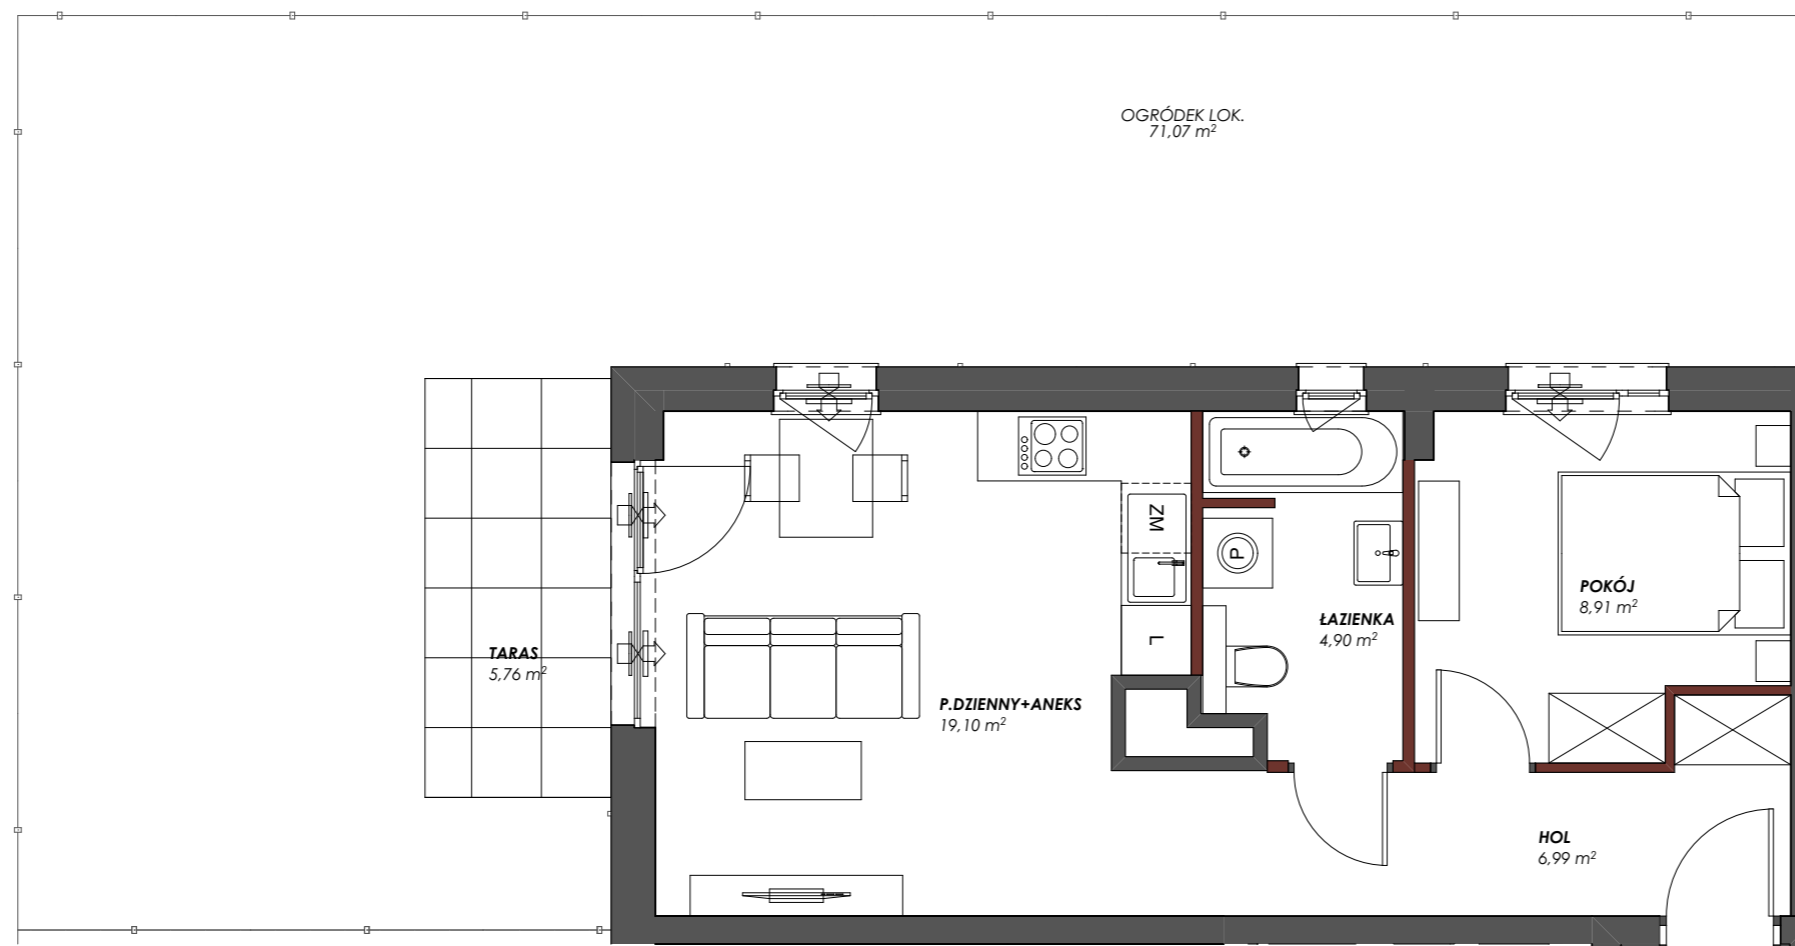 OGRÓDEK LOK.
71,07 m²
ZM
P
L
POKÓJ
8,91 m²
ŁAZIENKA
4,90 m²
TARAS
5,76 m²
P.DZIENNY+ANEKS
19,10 m²
HOL
6,99 m²